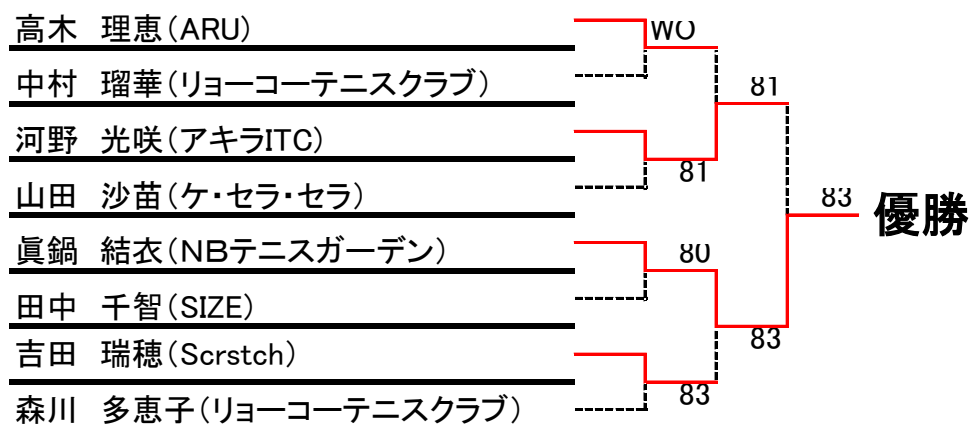 高木 理恵(ARU)
WO
中村 瑠華(リョーコーテニスクラブ)
81
河野 光咲(アキラITC)
81
山田 沙苗(ケ・セラ・セラ)
83 優勝
眞鍋 結衣(NBテニスガーデン)
80
田中 千智(SIZE)
83
吉田 瑞穂(Scrstch)
83
森川 多恵子(リョーコーテニスクラブ)